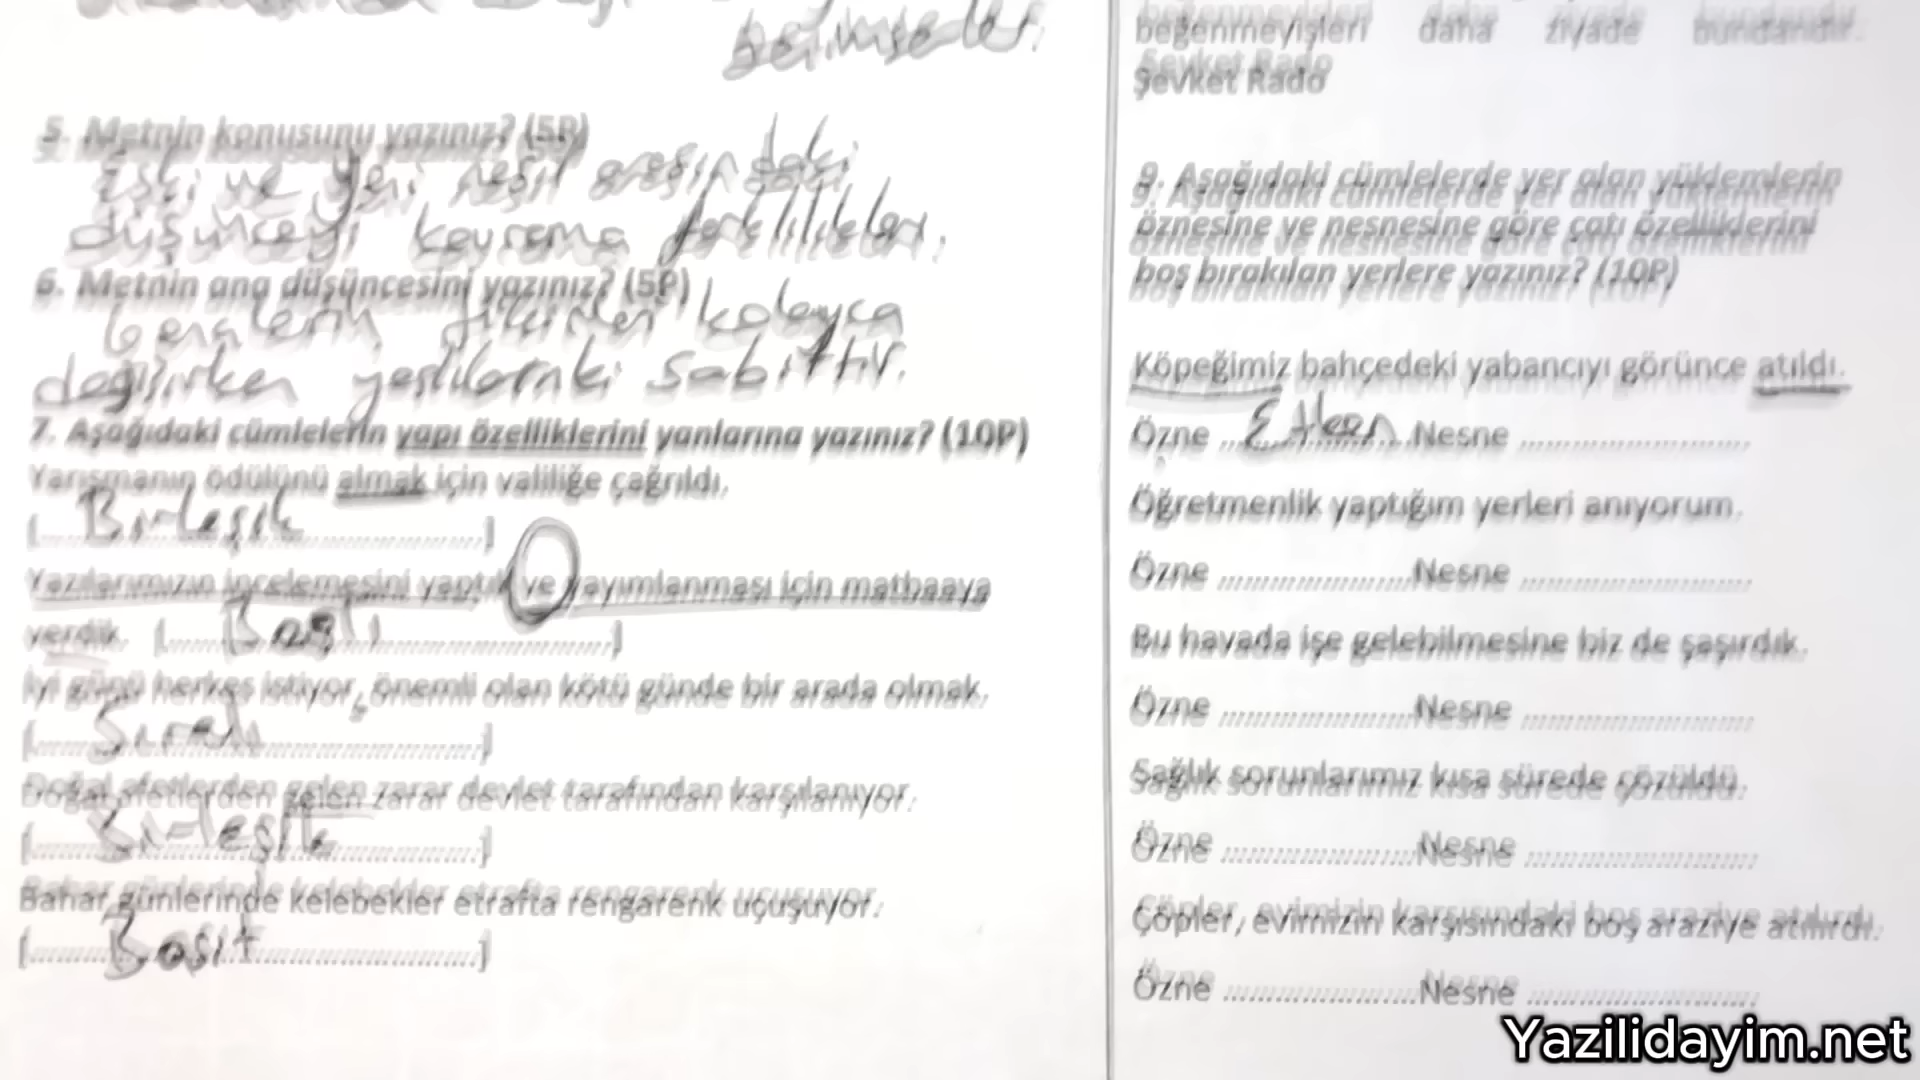 belirsizler.
5. Metnin konusunu yazınız? (5P)
Eski ve yeni nesil arasındaki
düşünceyi kavrama farklılıkları.
6. Metnin ana düşüncesini yazınız? (5P)
Gençlerin fikirleri kolayca
değişirken yaşlılarınki sabittir.
7. Aşağıdaki cümlelerin yapı özelliklerini yanlarına yazınız? (10P)
Yarışmanın ödülünü almak için valiliğe çağrıldı.
[....Birleşik....................]
Yazılarımızın incelemesini yaptık ve yayımlanması için matbaaya
verdik. [.......Bağlı..........................]
İyi günü herkes istiyor, önemli olan kötü günde bir arada olmak.
[.......Sıralı........................]
Doğal afetlerden gelen zarar devlet tarafından karşılanıyor.
[.......Birleşik..................]
Bahar günlerinde kelebekler etrafta rengarenk uçuşuyor.
[........Basit........................]
beğenmeyişleri daha ziyade bundandır.
Şevket Rado
9. Aşağıdaki cümlelerde yer alan yüklemlerin
öznesine ve nesnesine göre çatı özelliklerini
boş bırakılan yerlere yazınız? (10P)
Köpeğimiz bahçedeki yabancıyı görünce atıldı.
Özne ...Etken....Nesne .............................
Öğretmenlik yaptığım yerleri anıyorum.
Özne ........................Nesne .............................
Bu havada işe gelebilmesine biz de şaşırdık.
Özne ........................Nesne .............................
Sağlık sorunlarımız kısa sürede çözüldü.
Özne ........................Nesne .............................
Çöpler, evimizin karşısındaki boş araziye atılırdı.
Özne ........................Nesne .............................
Yazilidayim.net